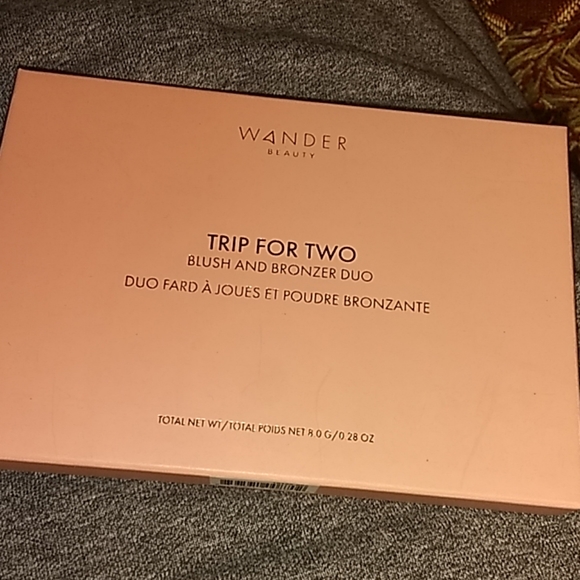 WANDER
BEAUTY
TRIP FOR TWO
BLUSH AND BRONZER DUO
DUO FARD À JOUES ET POUDRE BRONZANTE
TOTAL NET WT/TOTAL POIDS NET 8.0 G/0.28 OZ